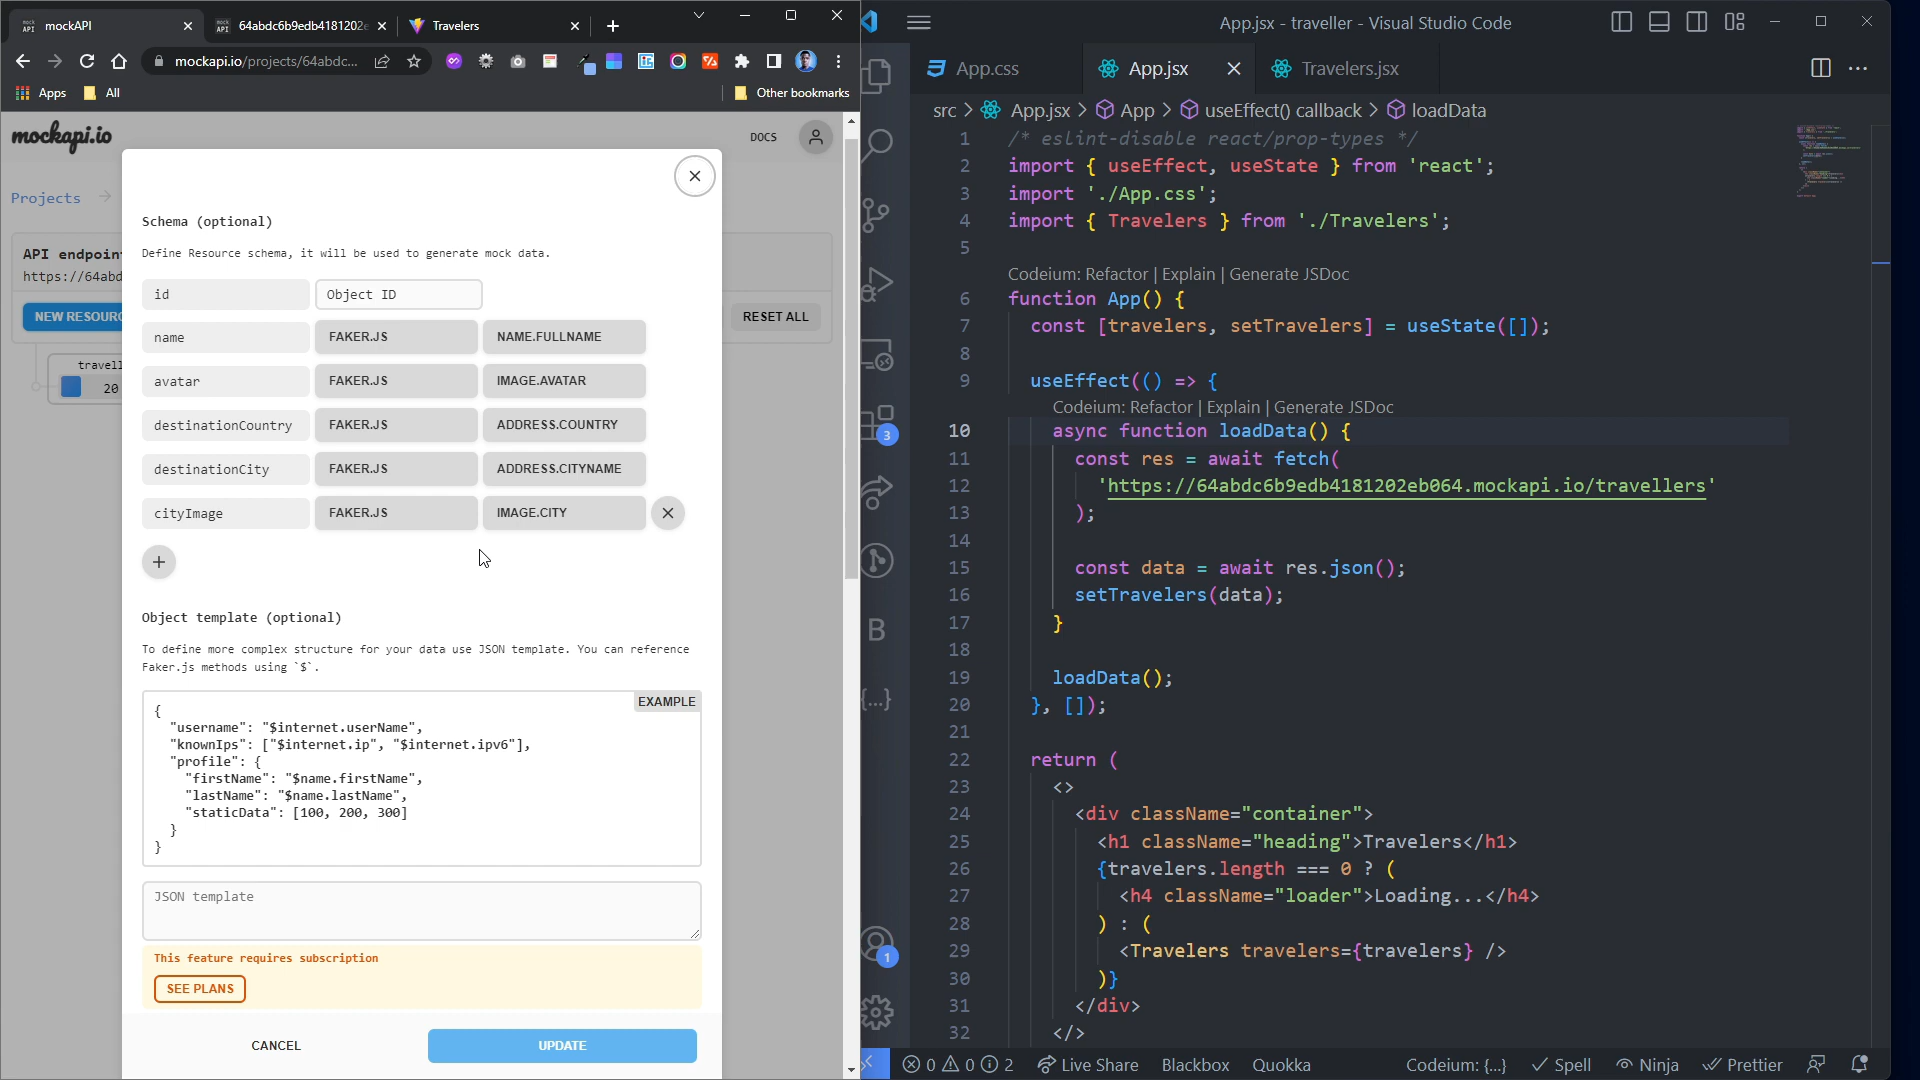 mockAPI
64abdc6b9edb4181202e
Travelers
mockapi.io/projects/64abdc...
Apps
All
Other bookmarks
mockapi.io
DOCS
Projects
API endpoin
https://64abd
NEW RESOURC
RESET ALL
travell
20
Schema (optional)
Define Resource schema, it will be used to generate mock data.
id Object ID
name FAKER.JS NAME.FULLNAME
avatar FAKER.JS IMAGE.AVATAR
destinationCountry FAKER.JS ADDRESS.COUNTRY
destinationCity FAKER.JS ADDRESS.CITYNAME
cityImage FAKER.JS IMAGE.CITY
Object template (optional)
To define more complex structure for your data use JSON template. You can reference
Faker.js methods using `$`.
EXAMPLE
{
"username": "$internet.userName",
"knownIps": ["$internet.ip", "$internet.ipv6"],
"profile": {
"firstName": "$name.firstName",
"lastName": "$name.lastName",
"staticData": [100, 200, 300]
}
}
JSON template
This feature requires subscription
SEE PLANS
CANCEL
UPDATE
App.jsx - traveller - Visual Studio Code
App.css
App.jsx
Travelers.jsx
src > App.jsx > App > useEffect() callback > loadData
1 /* eslint-disable react/prop-types */
2 import { useEffect, useState } from 'react';
3 import './App.css';
4 import { Travelers } from './Travelers';
5
Codeium: Refactor | Explain | Generate JSDoc
6 function App() {
7 const [travelers, setTravelers] = useState([]);
8
9 useEffect(() => {
Codeium: Refactor | Explain | Generate JSDoc
10 async function loadData() {
11 const res = await fetch(
12 'https://64abdc6b9edb4181202eb064.mockapi.io/travellers'
13 );
14
15 const data = await res.json();
16 setTravelers(data);
17 }
18
19 loadData();
20 }, []);
21
22 return (
23 <>
24 <div className="container">
25 <h1 className="heading">Travelers</h1>
26 {travelers.length === 0 ? (
27 <h4 className="loader">Loading...</h4>
28 ) : (
29 <Travelers travelers={travelers} />
30 )}
31 </div>
32 </>
3
B
{...}
1
0 0 2 Live Share Blackbox Quokka Codeium: {...} Spell Ninja Prettier